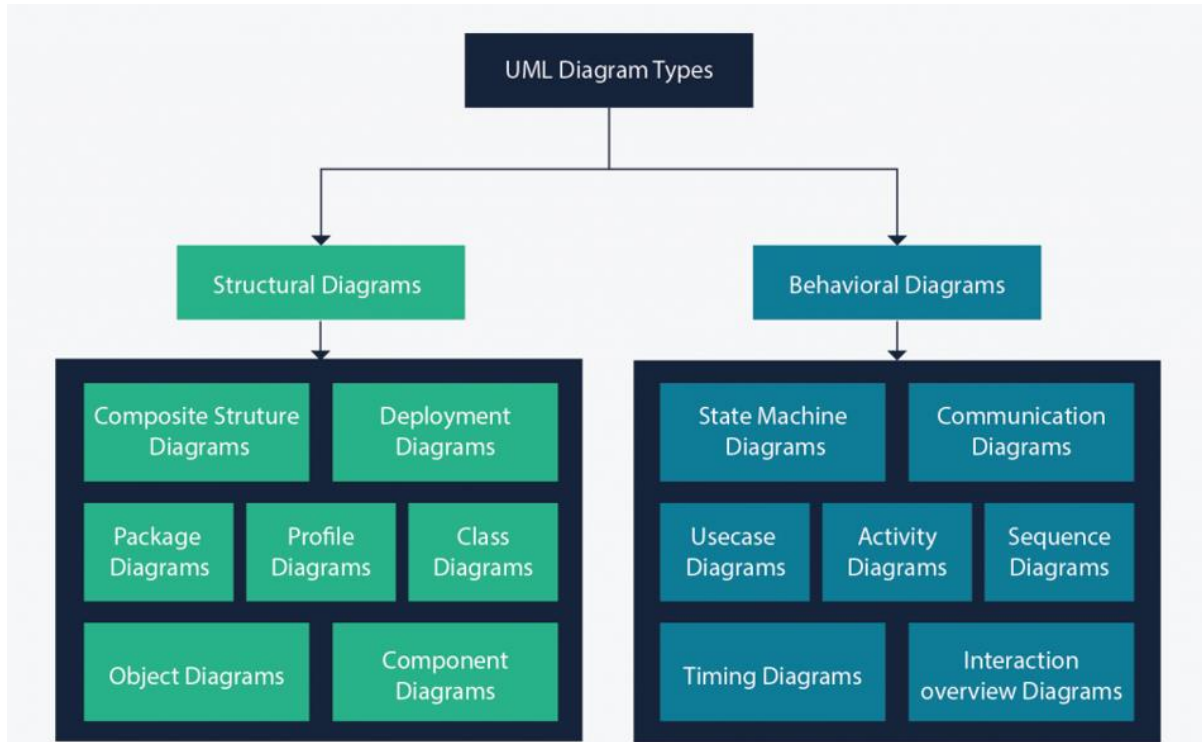 UML Diagram Types
Structural Diagrams
Behavioral Diagrams
Composite Struture
Diagrams
Deployment
Diagrams
Package
Diagrams
Profile
Diagrams
Class
Diagrams
Object Diagrams
Component
Diagrams
State Machine
Diagrams
Communication
Diagrams
Usecase
Diagrams
Activity
Diagrams
Sequence
Diagrams
Timing Diagrams
Interaction
overview Diagrams